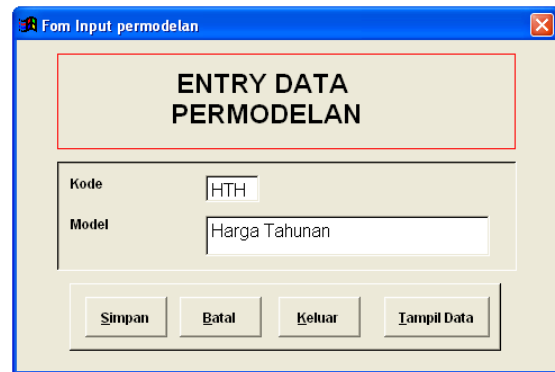 Fom Input permodelan
ENTRY DATA
PERMODELAN
Kode
HTH
Model
Harga Tahunan
Simpan Batal Keluar Tampil Data